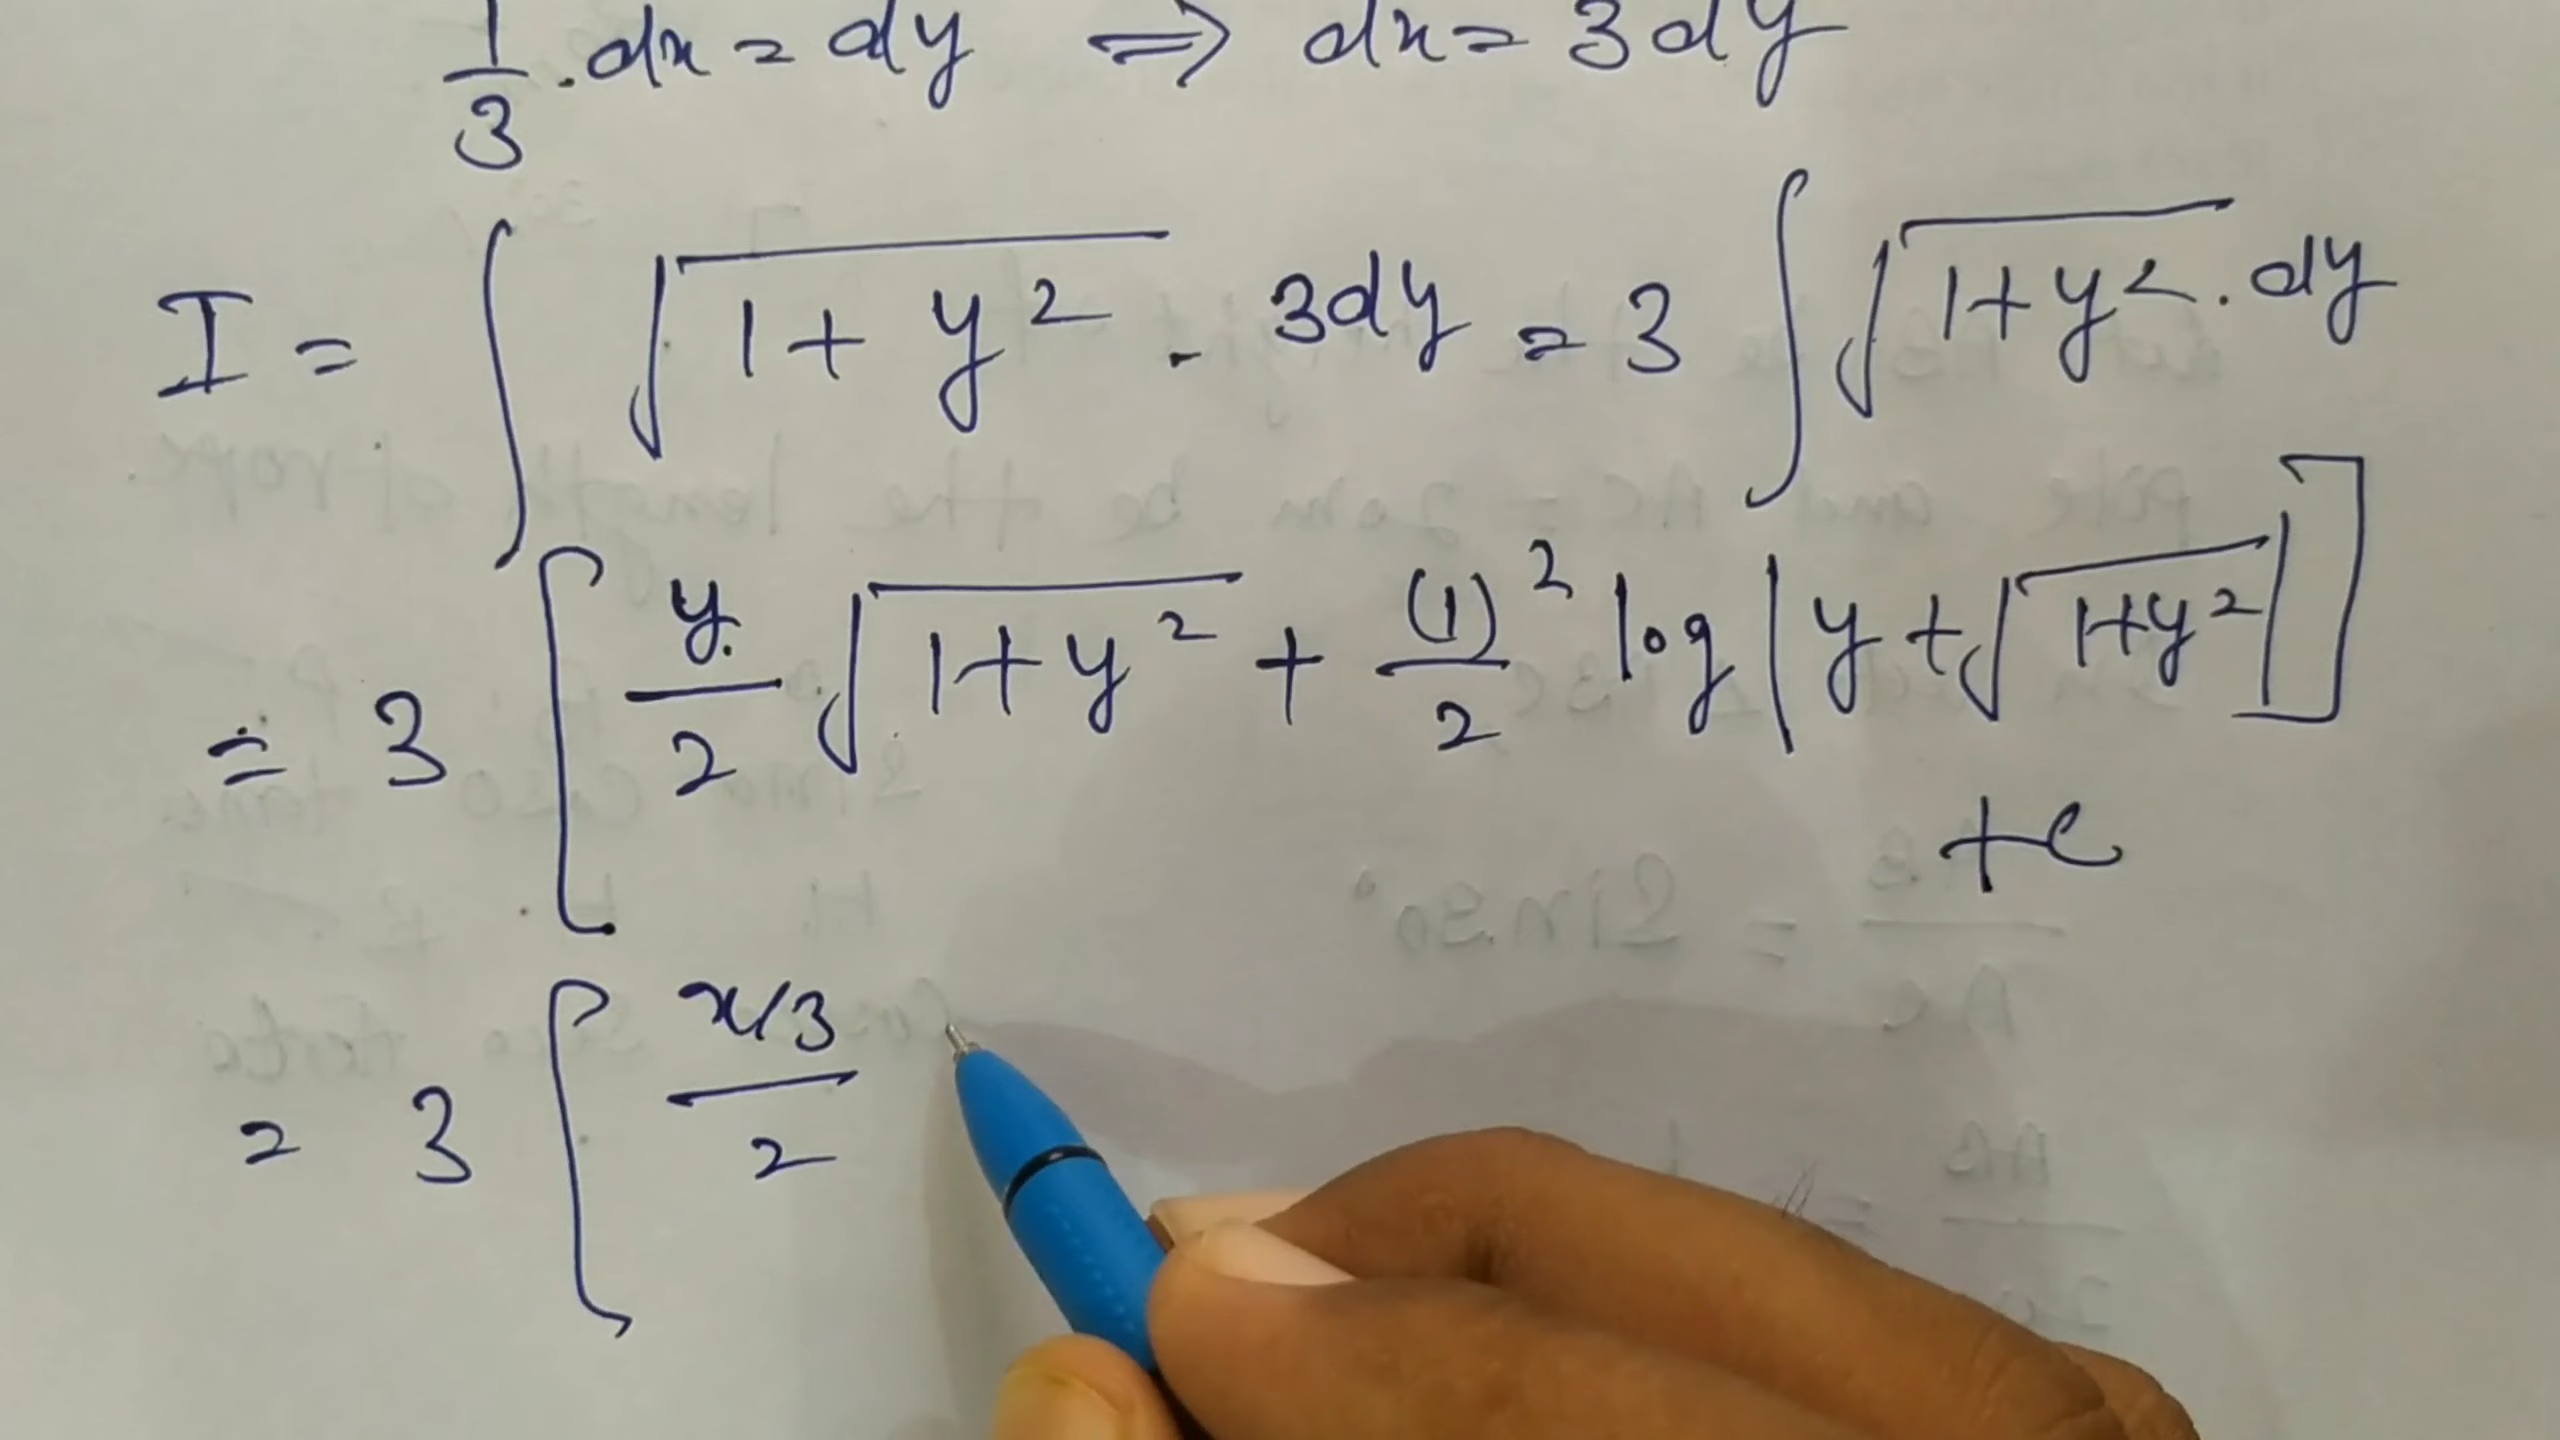 1/3 . dx = dy ⇒ dx = 3dy
I = ∫ √(1 + y²) . 3dy = 3 ∫ √(1+y²) . dy
= 3 [ y/2 √(1+y²) + (1)²/2 log | y + √(1+y²) | ]
+c
= 3 [ x/3 / 2